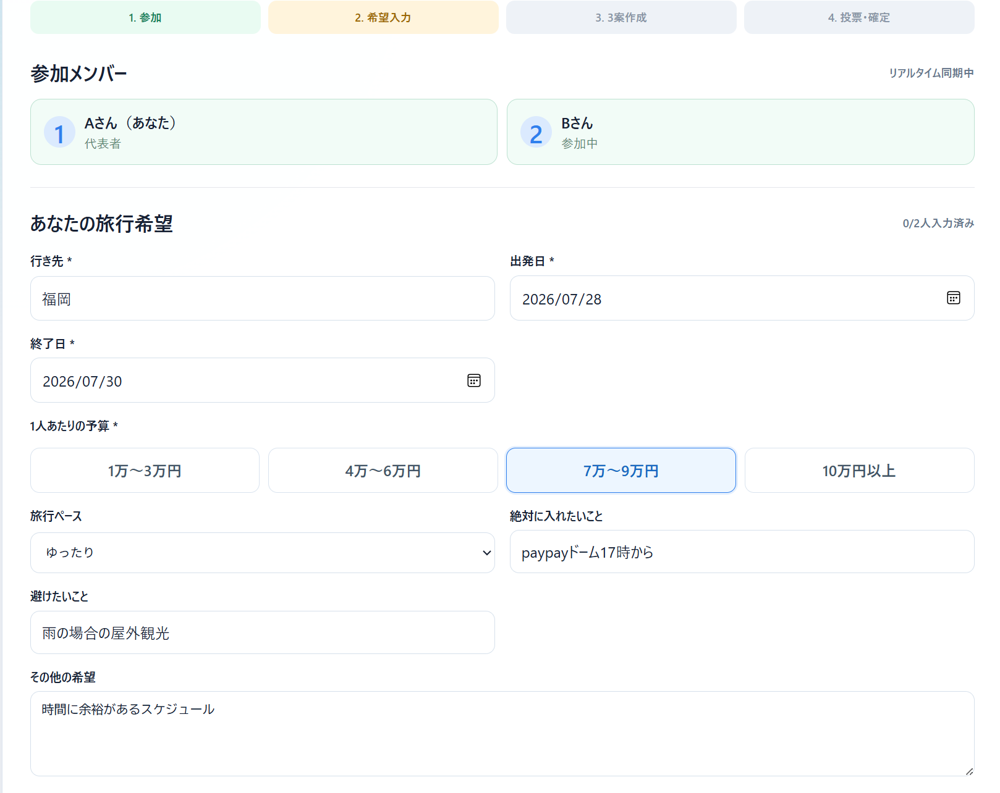 1. 参加
2. 希望入力
3. 3案作成
4. 投票・確定
参加メンバー
リアルタイム同期中
1
Aさん（あなた）
代表者
2
Bさん
参加中
あなたの旅行希望
0/2人入力済み
行き先 *
出発日 *
福岡
2026/07/28
終了日 *
2026/07/30
1人あたりの予算 *
1万〜3万円
4万〜6万円
7万〜9万円
10万円以上
旅行ペース
絶対に入れたいこと
ゆったり
paypayドーム17時から
避けたいこと
雨の場合の屋外観光
その他の希望
時間に余裕があるスケジュール